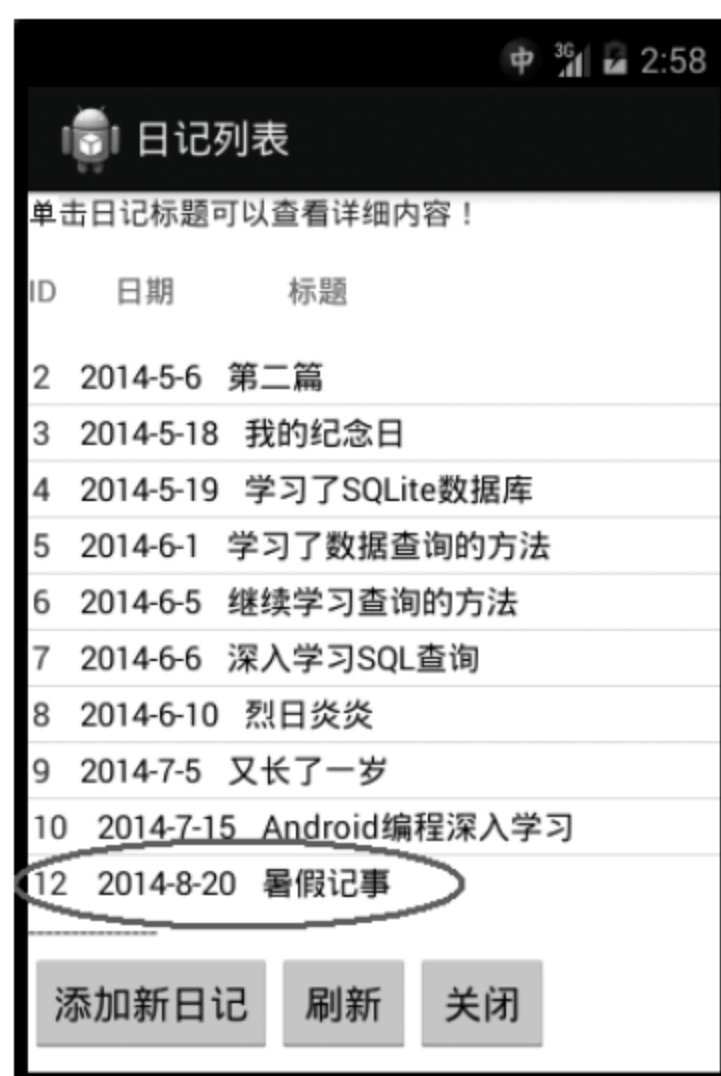 中 3G 2:58
日记列表
单击日记标题可以查看详细内容！
ID 日期 标题
2 2014-5-6 第二篇
3 2014-5-18 我的纪念日
4 2014-5-19 学习了SQLite数据库
5 2014-6-1 学习了数据查询的方法
6 2014-6-5 继续学习查询的方法
7 2014-6-6 深入学习SQL查询
8 2014-6-10 烈日炎炎
9 2014-7-5 又长了一岁
10 2014-7-15 Android编程深入学习
12 2014-8-20 暑假记事
--------------
添加新日记 刷新 关闭